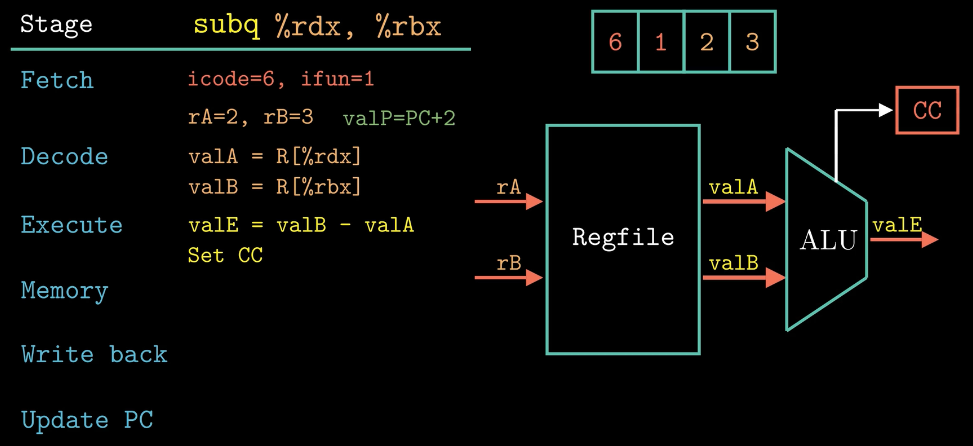 Stage subq %rdx, %rbx
6 1 2 3
Fetch icode=6, ifun=1
rA=2, rB=3 valP=PC+2
CC
Decode valA = R[%rdx]
valB = R[%rbx]
rA
valA
Execute valE = valB - valA
valE
Regfile
ALU
Set CC
rB
valB
Memory
Write back
Update PC